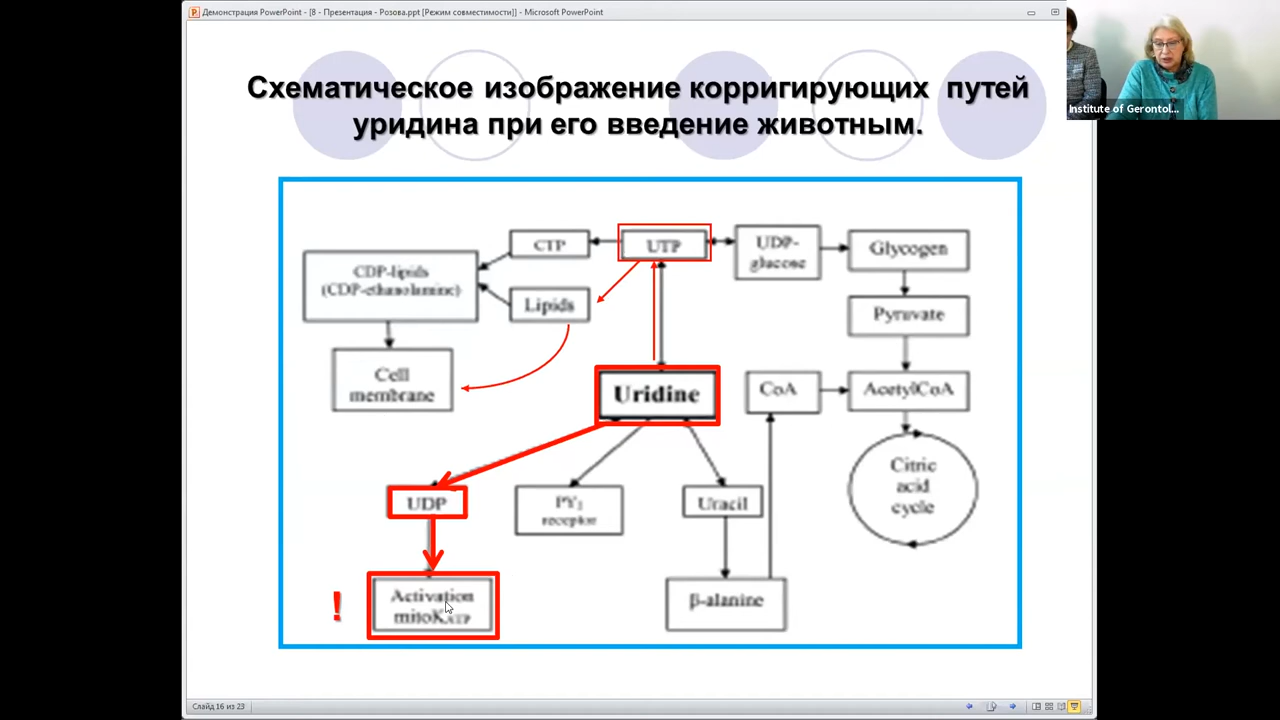 Демонстрация PowerPoint - [8 - Презентация - Розова.ppt [Режим совместимости]] - Microsoft PowerPoint
Institute of Gerontol...
Схематическое изображение корригирующих путей
уридина при его введение животным.
CTP
UTP
UDP-
glucose
Glycogen
CDP-lipids
(CDP-ethanolamine)
Lipids
Pyruvate
Cell
membrane
Uridine
CoA
AcetylCoA
Citric
acid
cycle
UDP
PY₂
receptor
Uracil
!
Activation
mitoK_ATP
β-alanine
Слайд 16 из 23